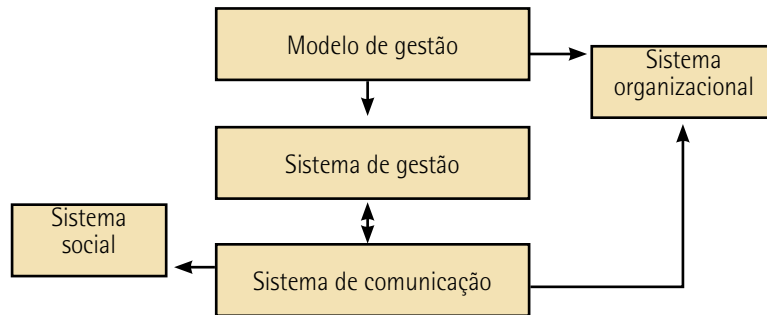 Modelo de gestão
Sistema
organizacional
Sistema de gestão
Sistema
social
Sistema de comunicação